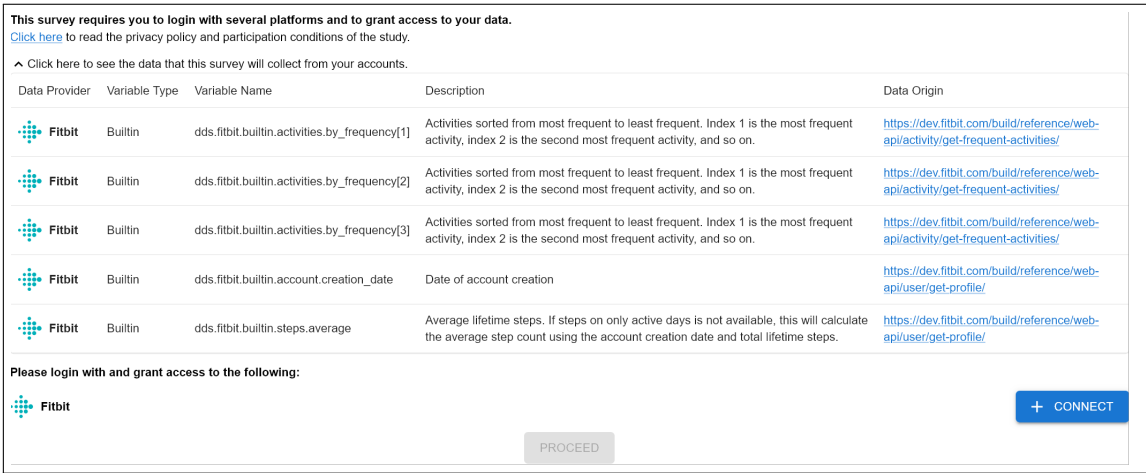 This survey requires you to login with several platforms and to grant access to your data.
Click here to read the privacy policy and participation conditions of the study.
Click here to see the data that this survey will collect from your accounts.
Data Provider Variable Type Variable Name Description Data Origin
Fitbit Builtin dds.fitbit.builtin.activities.by_frequency[1] Activities sorted from most frequent to least frequent. Index 1 is the most frequent https://dev.fitbit.com/build/reference/web-
activity, index 2 is the second most frequent activity, and so on. api/activity/get-frequent-activities/
Fitbit Builtin dds.fitbit.builtin.activities.by_frequency[2] Activities sorted from most frequent to least frequent. Index 1 is the most frequent https://dev.fitbit.com/build/reference/web-
activity, index 2 is the second most frequent activity, and so on. api/activity/get-frequent-activities/
Fitbit Builtin dds.fitbit.builtin.activities.by_frequency[3] Activities sorted from most frequent to least frequent. Index 1 is the most frequent https://dev.fitbit.com/build/reference/web-
activity, index 2 is the second most frequent activity, and so on. api/activity/get-frequent-activities/
Fitbit Builtin dds.fitbit.builtin.account.creation_date Date of account creation https://dev.fitbit.com/build/reference/web-
api/user/get-profile/
Fitbit Builtin dds.fitbit.builtin.steps.average Average lifetime steps. If steps on only active days is not available, this will calculate https://dev.fitbit.com/build/reference/web-
the average step count using the account creation date and total lifetime steps. api/user/get-profile/
Please login with and grant access to the following:
Fitbit + CONNECT
PROCEED